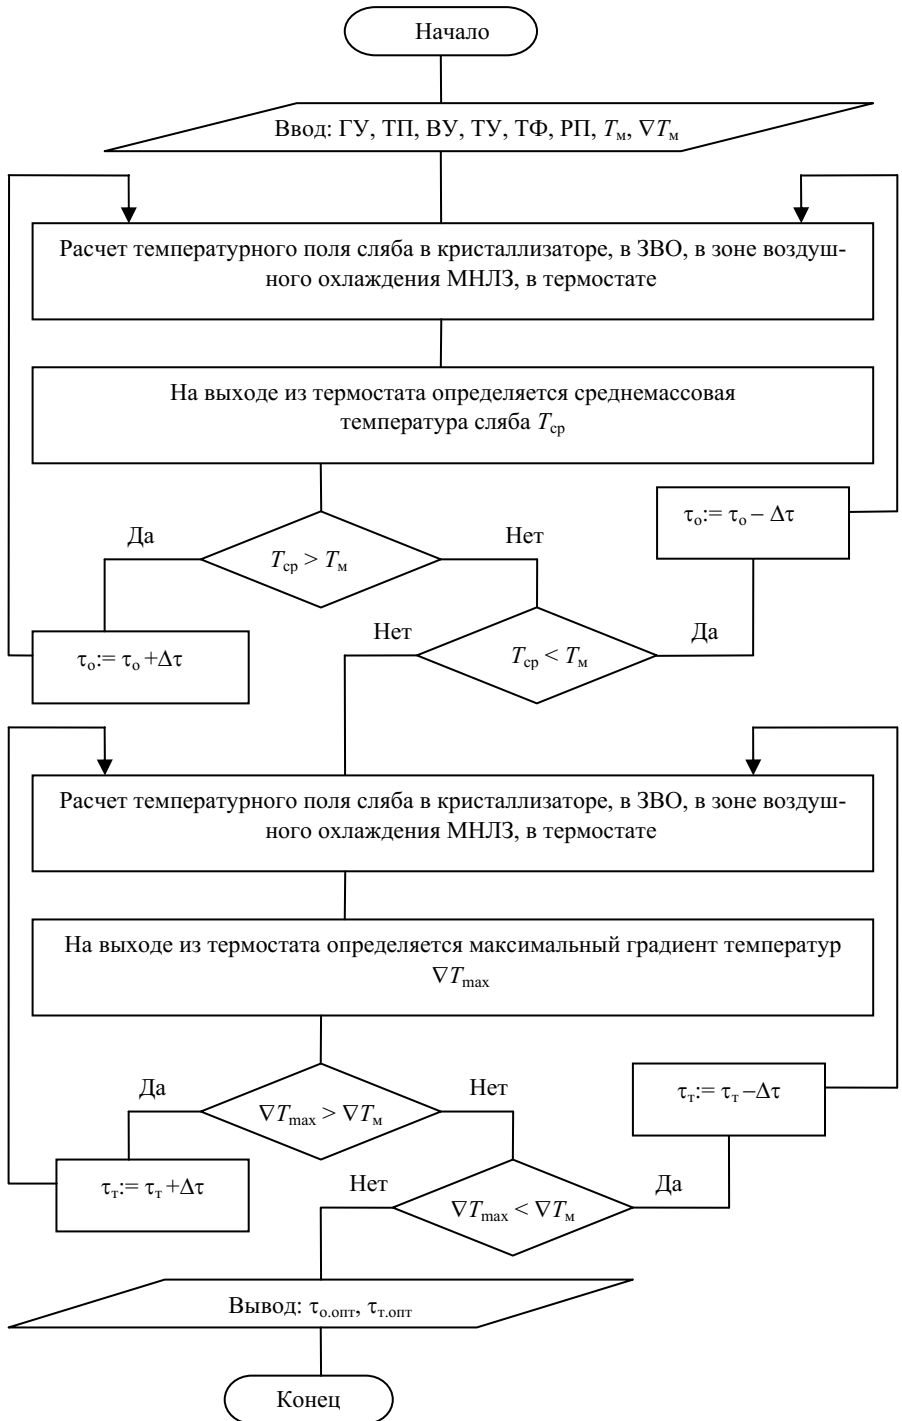 Начало
Ввод: ГУ, ТП, ВУ, ТУ, ТФ, РП, Tм, ∇Tм
Расчет температурного поля сляба в кристаллизаторе, в ЗВО, в зоне воздуш-
ного охлаждения МНЛЗ, в термостате
На выходе из термостата определяется среднемассовая
температура сляба Tср
τо:= τо – Δτ
Да
Нет
Tср > Tм
Нет
Да
τо:= τо +Δτ
Tср < Tм
Расчет температурного поля сляба в кристаллизаторе, в ЗВО, в зоне воздуш-
ного охлаждения МНЛЗ, в термостате
На выходе из термостата определяется максимальный градиент температур
∇Tmax
Да
Нет
τт:= τт –Δτ
∇Tmax > ∇Tм
Нет
Да
τт:= τт +Δτ
∇Tmax < ∇Tм
Вывод: τо.опт, τт.опт
Конец